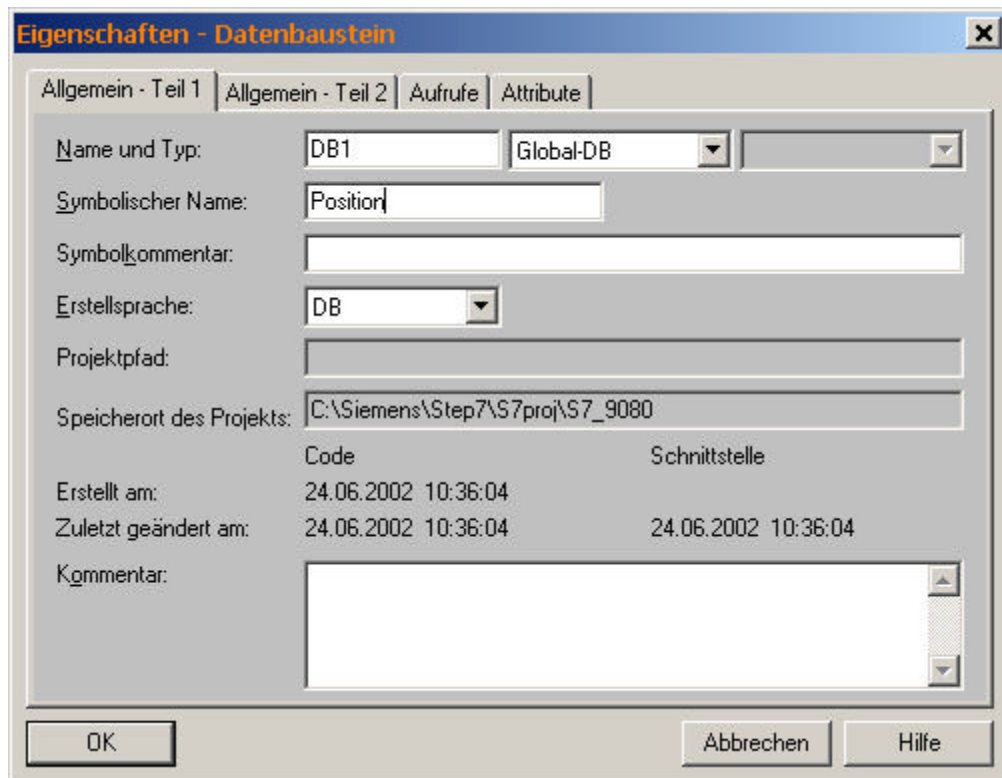 Eigenschaften - Datenbaustein
Allgemein - Teil 1 Allgemein - Teil 2 Aufrufe Attribute
Name und Typ: DB1 Global-DB
Symbolischer Name: Position
Symbolkommentar:
Erstellsprache: DB
Projektpfad:
Speicherort des Projekts: C:\Siemens\Step7\S7proj\S7_9080
Code Schnittstelle
Erstellt am: 24.06.2002 10:36:04
Zuletzt geändert am: 24.06.2002 10:36:04 24.06.2002 10:36:04
Kommentar:
OK Abbrechen Hilfe